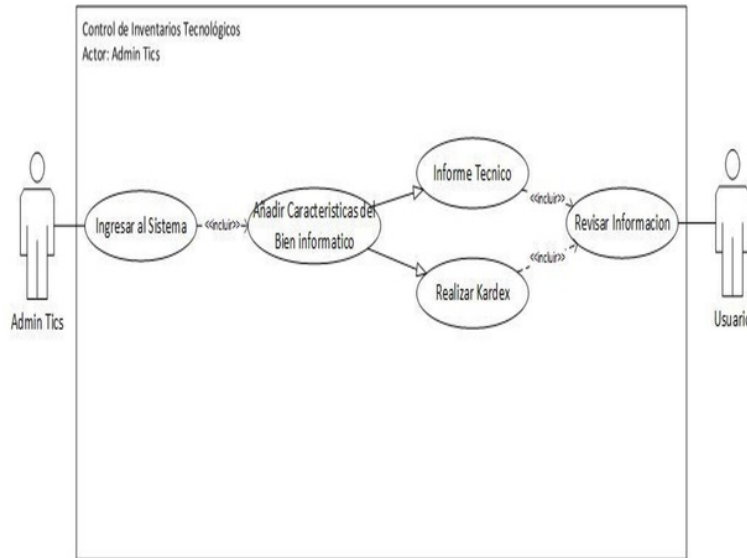 Control de Inventarios Tecnológicos
Actor: Admin Tics
Informe Tecnico
<<incluir>>
Ingresar al Sistema
<<incluir>>
Añadir Caracteristicas del
Bien informatico
Revisar Informacion
<<incluir>>
Realizar Kardex
Admin Tics
Usuario